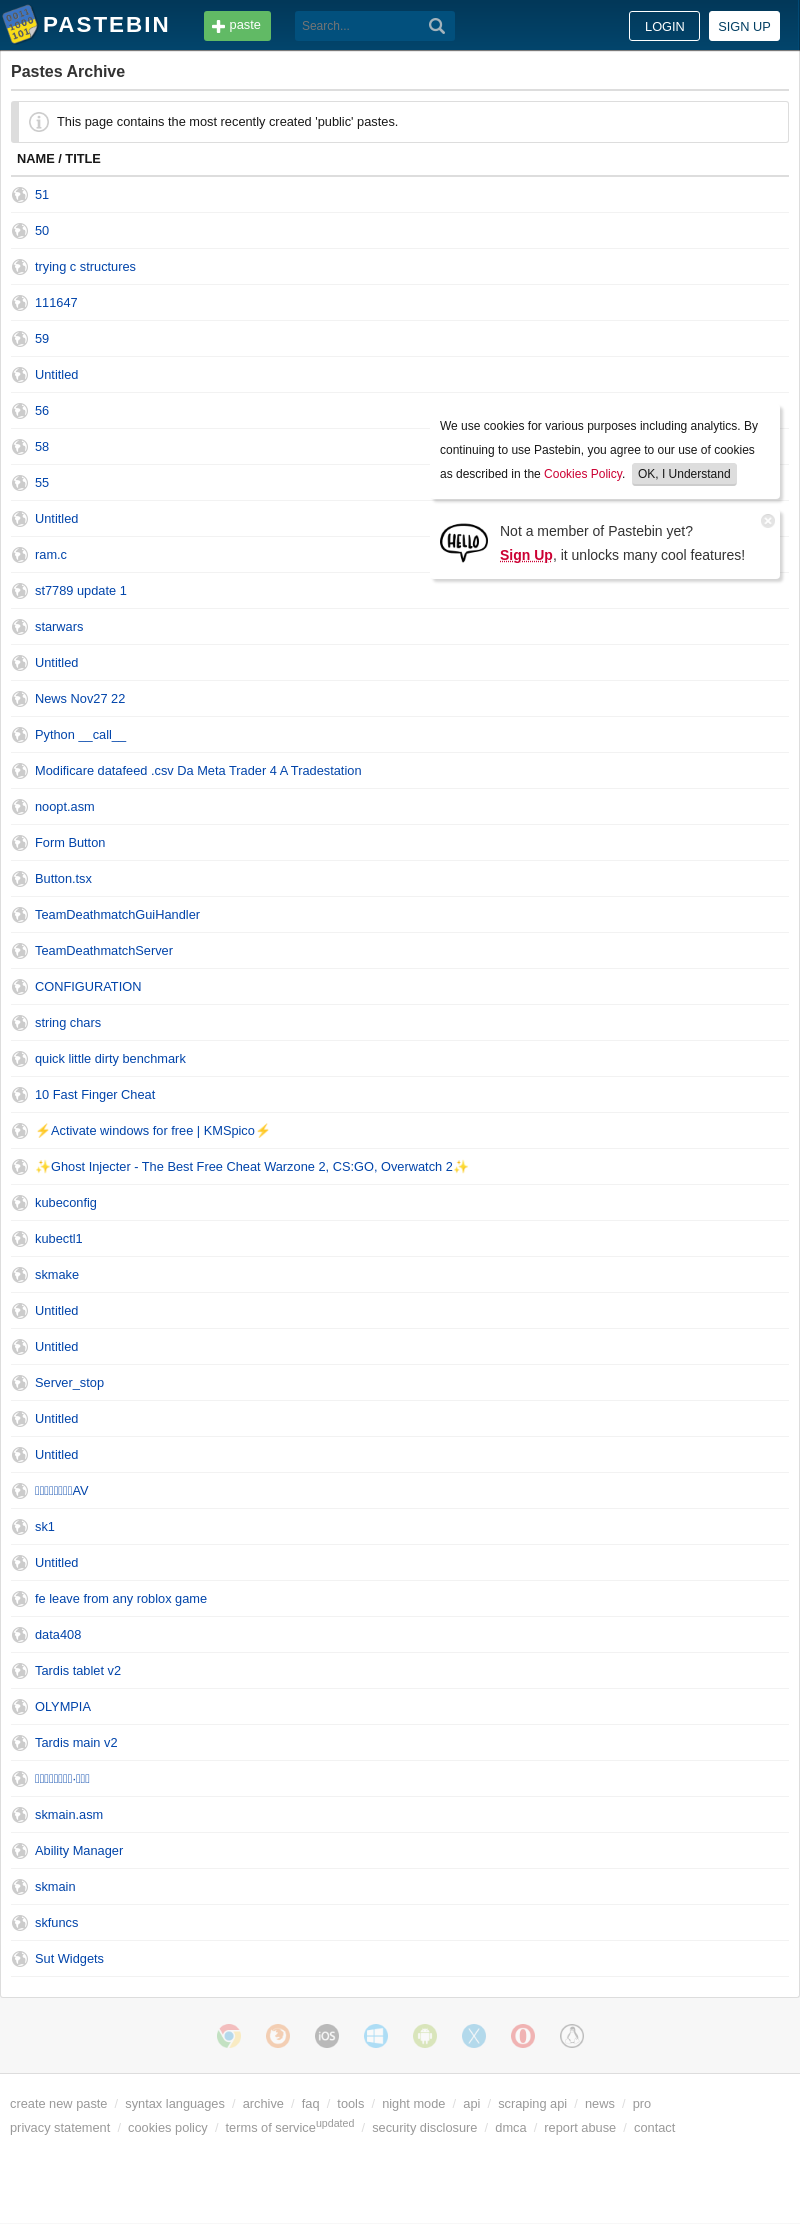 PASTEBIN
paste
Search...
LOGIN
SIGN UP
Pastes Archive
This page contains the most recently created 'public' pastes.
NAME / TITLE
51
50
trying c structures
111647
59
Untitled
56
58
55
Untitled
ram.c
We use cookies for various purposes including analytics. By
continuing to use Pastebin, you agree to our use of cookies
as described in the Cookies Policy. OK, I Understand
HELLO
Not a member of Pastebin yet?
Sign Up, it unlocks many cool features!
st7789 update 1
starwars
Untitled
News Nov27 22
Python __call__
Modificare datafeed .csv Da Meta Trader 4 A Tradestation
noopt.asm
Form Button
Button.tsx
TeamDeathmatchGuiHandler
TeamDeathmatchServer
CONFIGURATION
string chars
quick little dirty benchmark
10 Fast Finger Cheat
⚡Activate windows for free | KMSpico⚡
✨Ghost Injecter - The Best Free Cheat Warzone 2, CS:GO, Overwatch 2✨
kubeconfig
kubectl1
skmake
Untitled
Untitled
Server_stop
Untitled
Untitled
AV
sk1
Untitled
fe leave from any roblox game
data408
Tardis tablet v2
OLYMPIA
Tardis main v2
skmain.asm
Ability Manager
skmain
skfuncs
Sut Widgets
iOS
create new paste / syntax languages / archive / faq / tools / night mode / api / scraping api / news / pro
privacy statement / cookies policy / terms of service updated / security disclosure / dmca / report abuse / contact